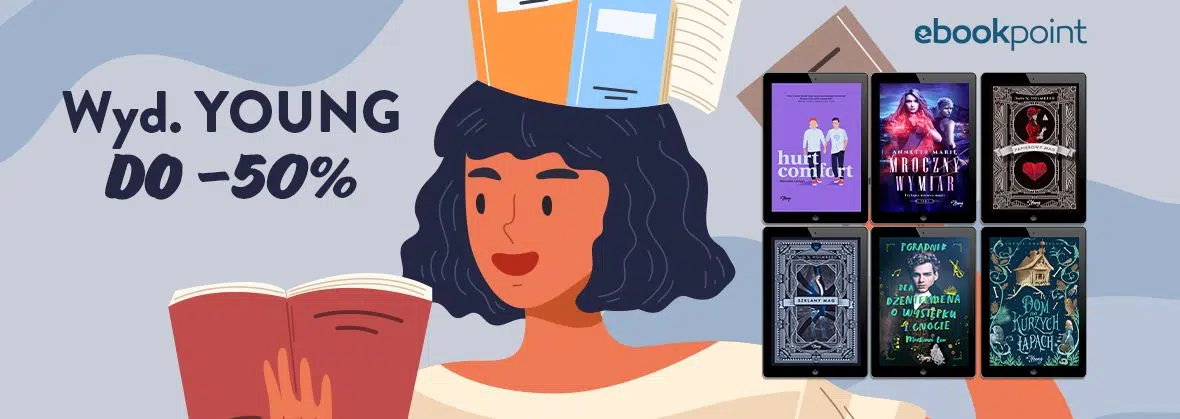 Wyd. YOUNG
DO -50%
ebookpoint
hurt
comfort
ANNETTE MARIE
MROCZNY
WYMIAR
PAPIEROWY MAG
Young
SZKLANY MAG
PORADNIK
DLA
DŻENTELMENA
O WYSTĘPKU
I CNOCIE
Mackenzi Lee
DOM
NA
KURZYCH
ŁAPACH